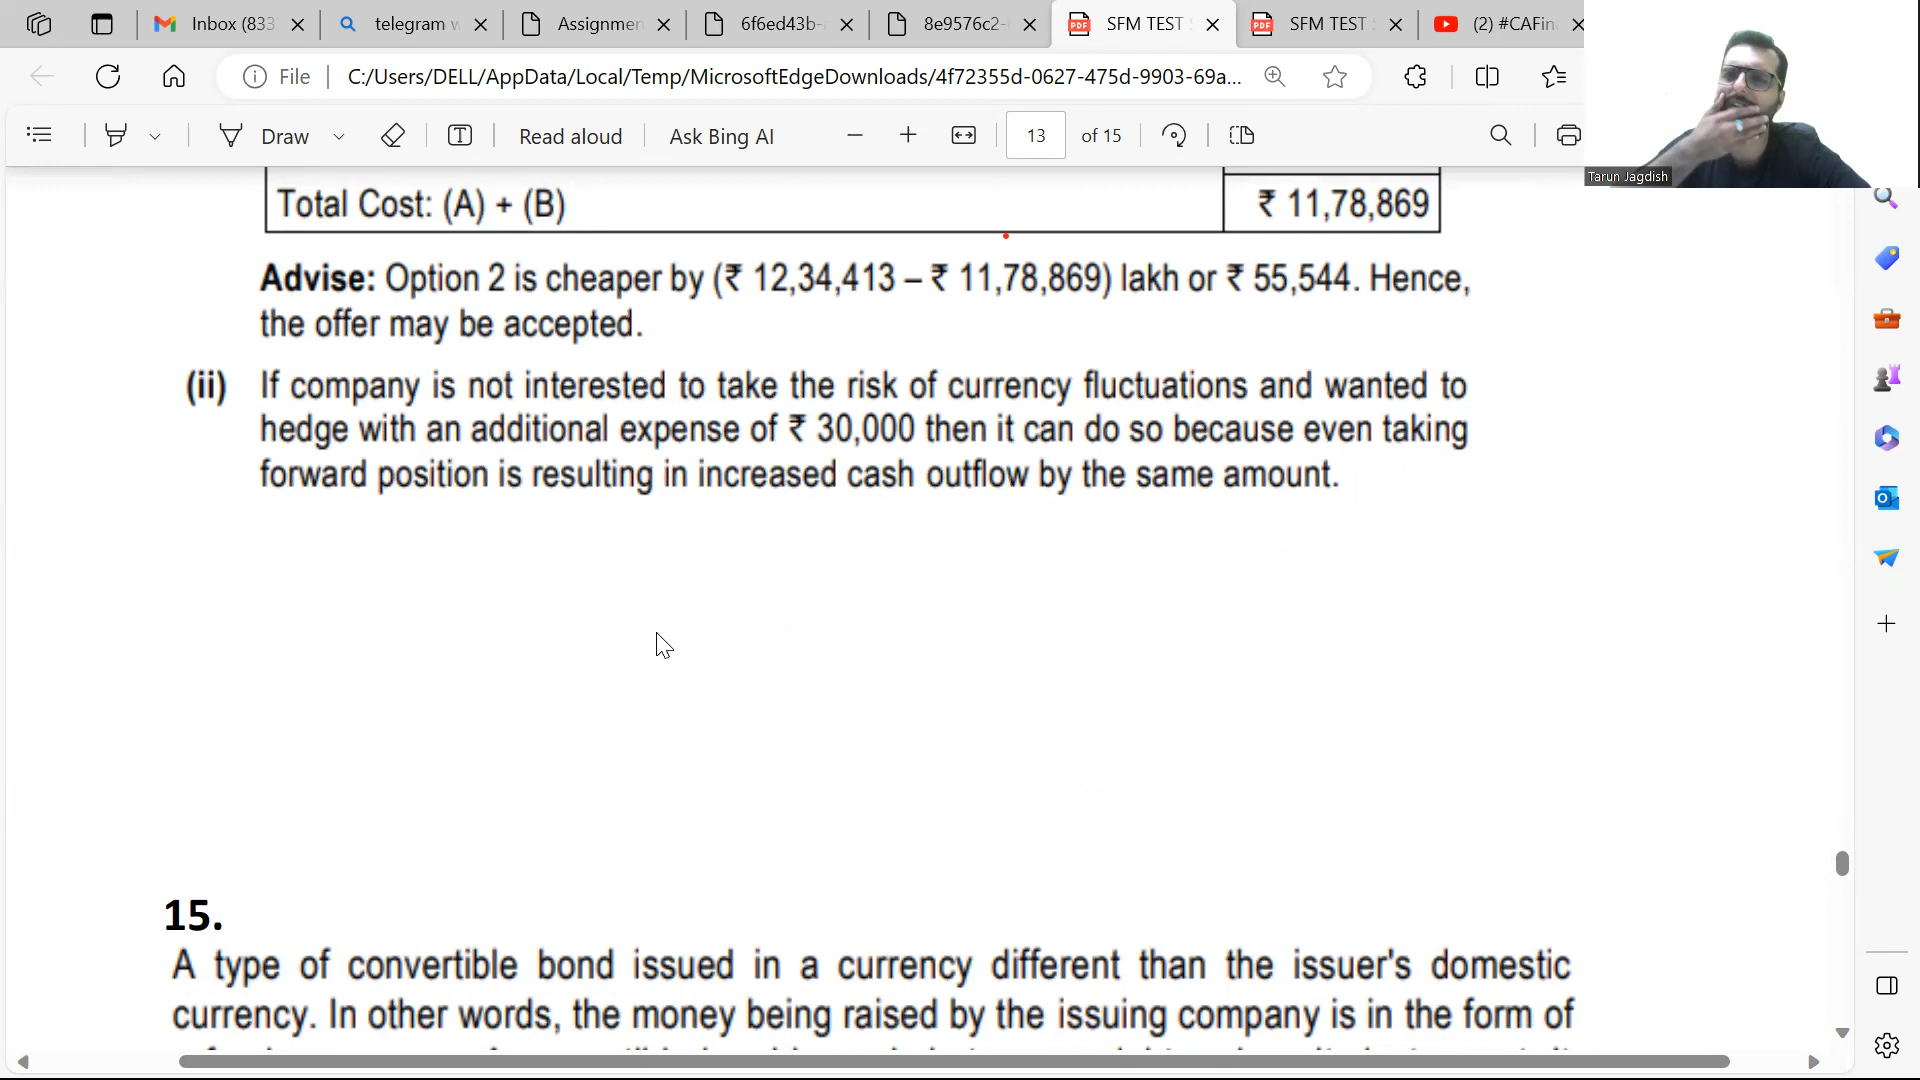 Inbox (833
telegram w
Assignmen
6f6ed43b-
8e9576c2-
SFM TEST
SFM TEST
(2) #CAFin
File
C:/Users/DELL/AppData/Local/Temp/MicrosoftEdgeDownloads/4f72355d-0627-475d-9903-69a...
Draw
Read aloud
Ask Bing AI
13
of 15
Tarun Jagdish
Total Cost: (A) + (B)
₹ 11,78,869
Advise: Option 2 is cheaper by (₹ 12,34,413 – ₹ 11,78,869) lakh or ₹ 55,544. Hence,
the offer may be accepted.
(ii) If company is not interested to take the risk of currency fluctuations and wanted to
hedge with an additional expense of ₹ 30,000 then it can do so because even taking
forward position is resulting in increased cash outflow by the same amount.
15.
A type of convertible bond issued in a currency different than the issuer's domestic
currency. In other words, the money being raised by the issuing company is in the form of